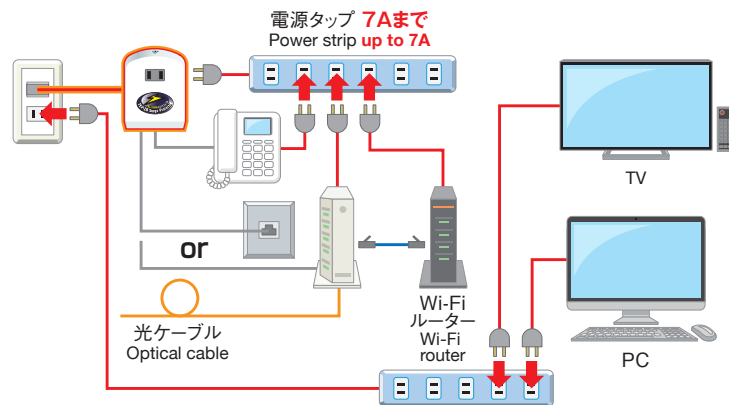 電源タップ 7Aまで
Power strip up to 7A
TV
or
光ケーブル
Optical cable
Wi-Fi
ルーター
Wi-Fi
router
PC